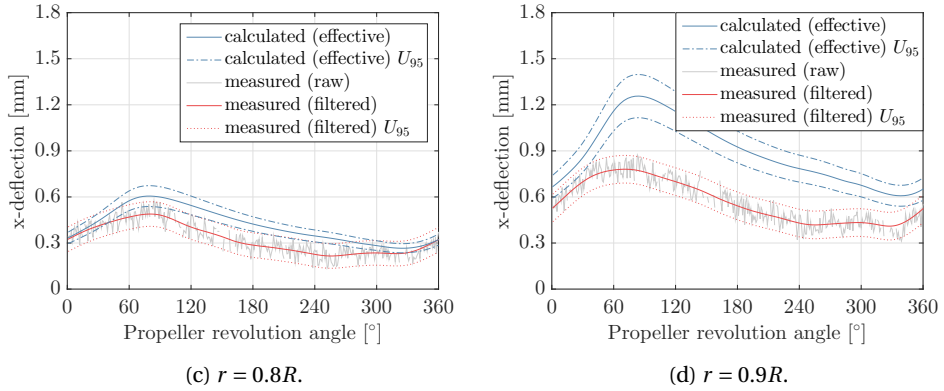 1.8
1.5
1.2
0.9
0.6
0.3
0
x-deflection [mm]
calculated (effective)
calculated (effective) U₉₅
measured (raw)
measured (filtered)
measured (filtered) U₉₅
0 60 120 180 240 300 360
Propeller revolution angle [°]
(c) r = 0.8R.
1.8
1.5
1.2
0.9
0.6
0.3
0
x-deflection [mm]
calculated (effective)
calculated (effective) U₉₅
measured (raw)
measured (filtered)
measured (filtered) U₉₅
0 60 120 180 240 300 360
Propeller revolution angle [°]
(d) r = 0.9R.